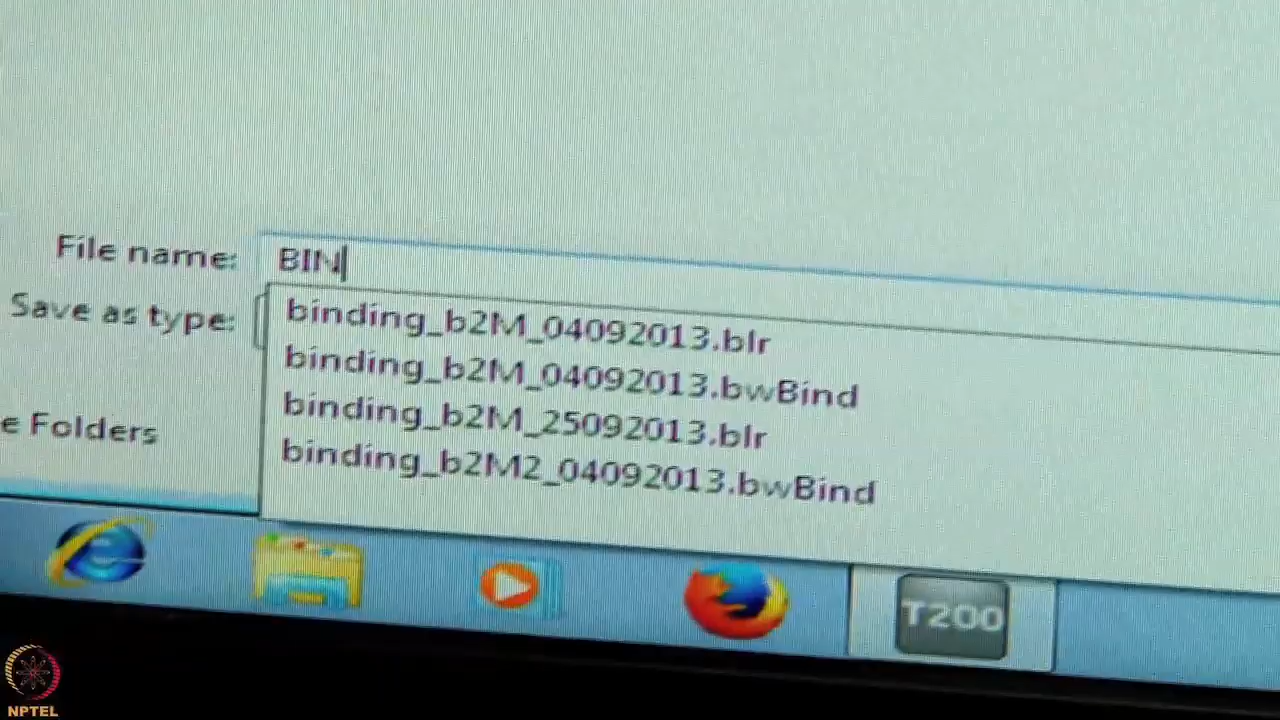 File name: BIN
Save as type:
binding_b2M_04092013.blr
binding_b2M_04092013.bwBind
binding_b2M_25092013.blr
binding_b2M2_04092013.bwBind
e Folders
T200
NPTEL